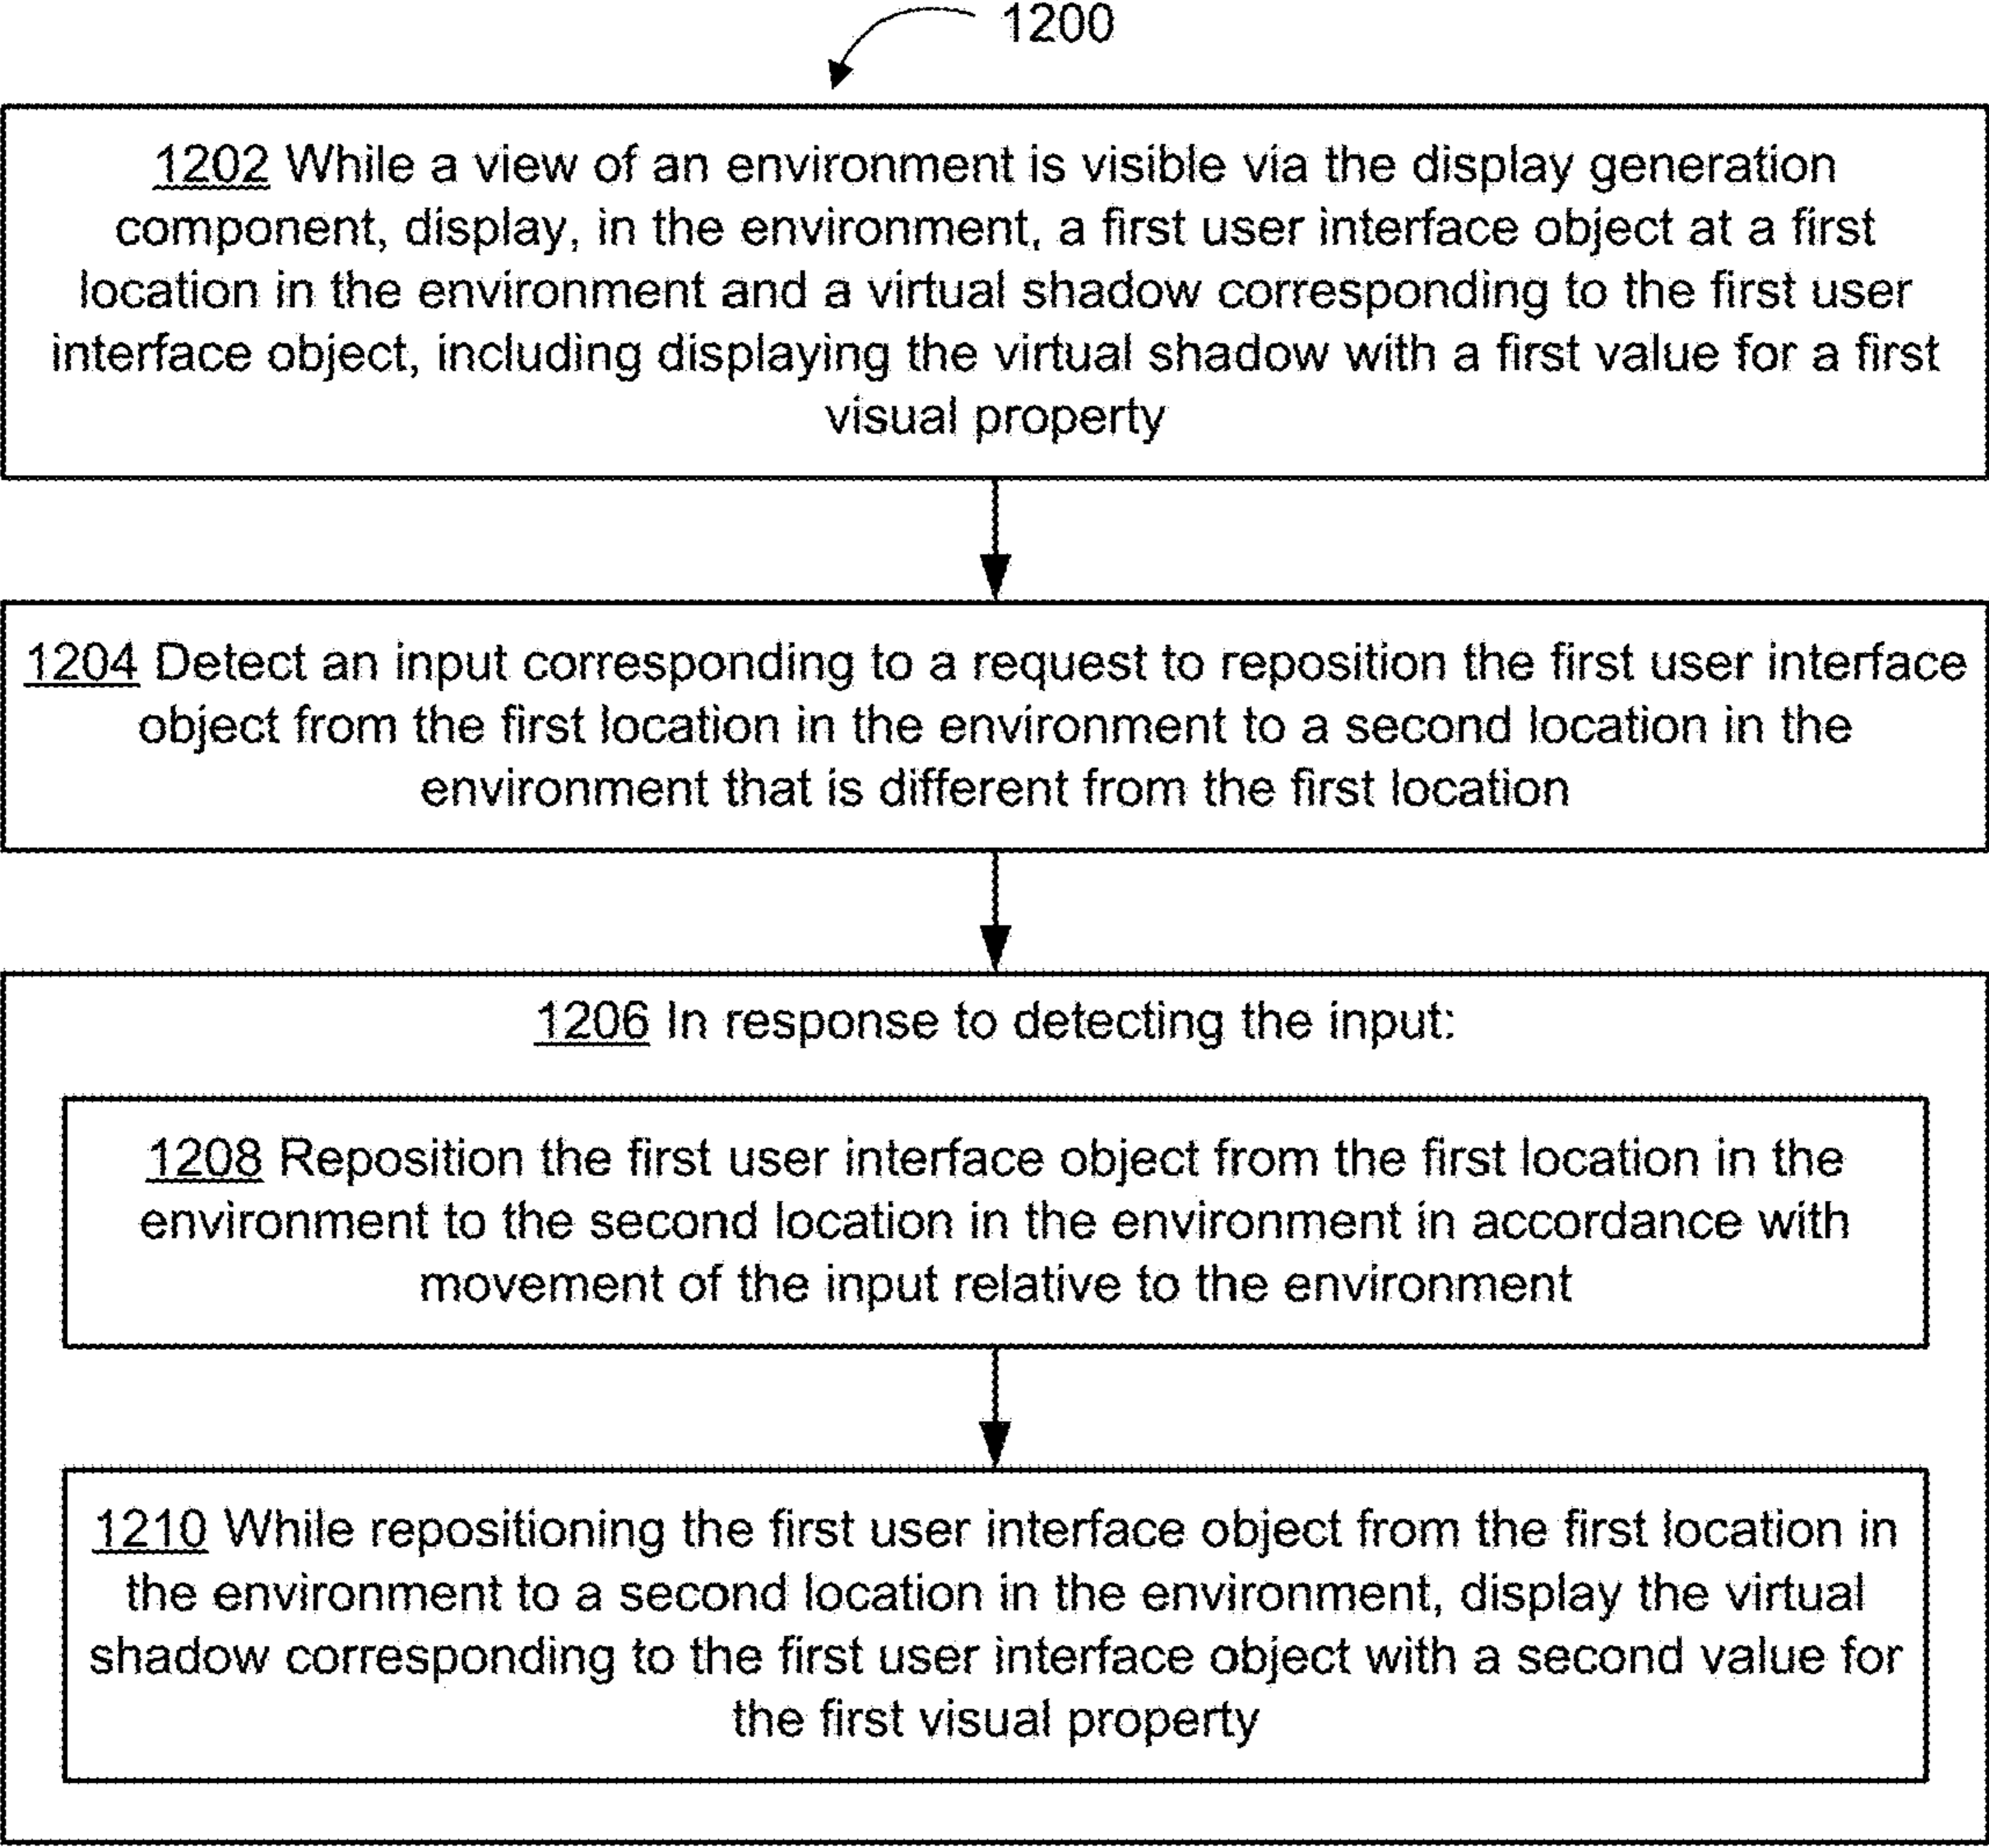 1200
1202 While a view of an environment is visible via the display generation
component, display, in the environment, a first user interface object at a first
location in the environment and a virtual shadow corresponding to the first user
interface object, including displaying the virtual shadow with a first value for a first
visual property
1204 Detect an input corresponding to a request to reposition the first user interface
object from the first location in the environment to a second location in the
environment that is different from the first location
1206 In response to detecting the input:
1208 Reposition the first user interface object from the first location in the
environment to the second location in the environment in accordance with
movement of the input relative to the environment
1210 While repositioning the first user interface object from the first location in
the environment to a second location in the environment, display the virtual
shadow corresponding to the first user interface object with a second value for
the first visual property